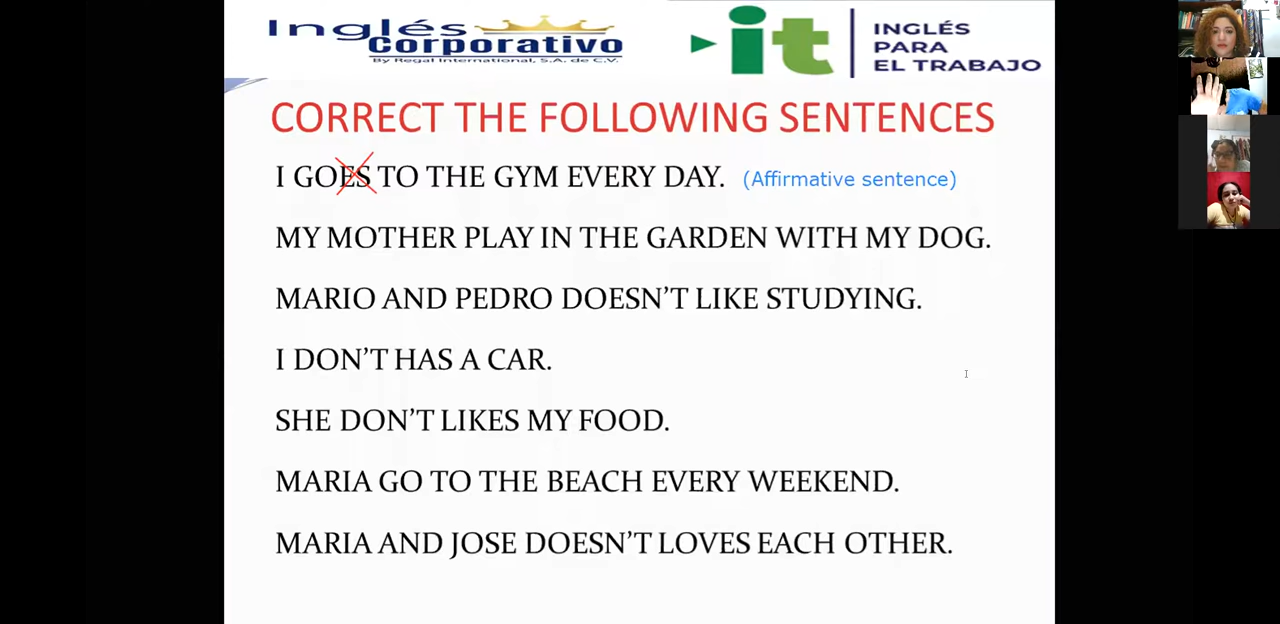 Inglés
Corporativo
By Regal International, S.A. de C.V.
it
INGLÉS
PARA
EL TRABAJO
CORRECT THE FOLLOWING SENTENCES
I GOES TO THE GYM EVERY DAY. (Affirmative sentence)
MY MOTHER PLAY IN THE GARDEN WITH MY DOG.
MARIO AND PEDRO DOESN'T LIKE STUDYING.
I DON'T HAS A CAR.
SHE DON'T LIKES MY FOOD.
MARIA GO TO THE BEACH EVERY WEEKEND.
MARIA AND JOSE DOESN'T LOVES EACH OTHER.